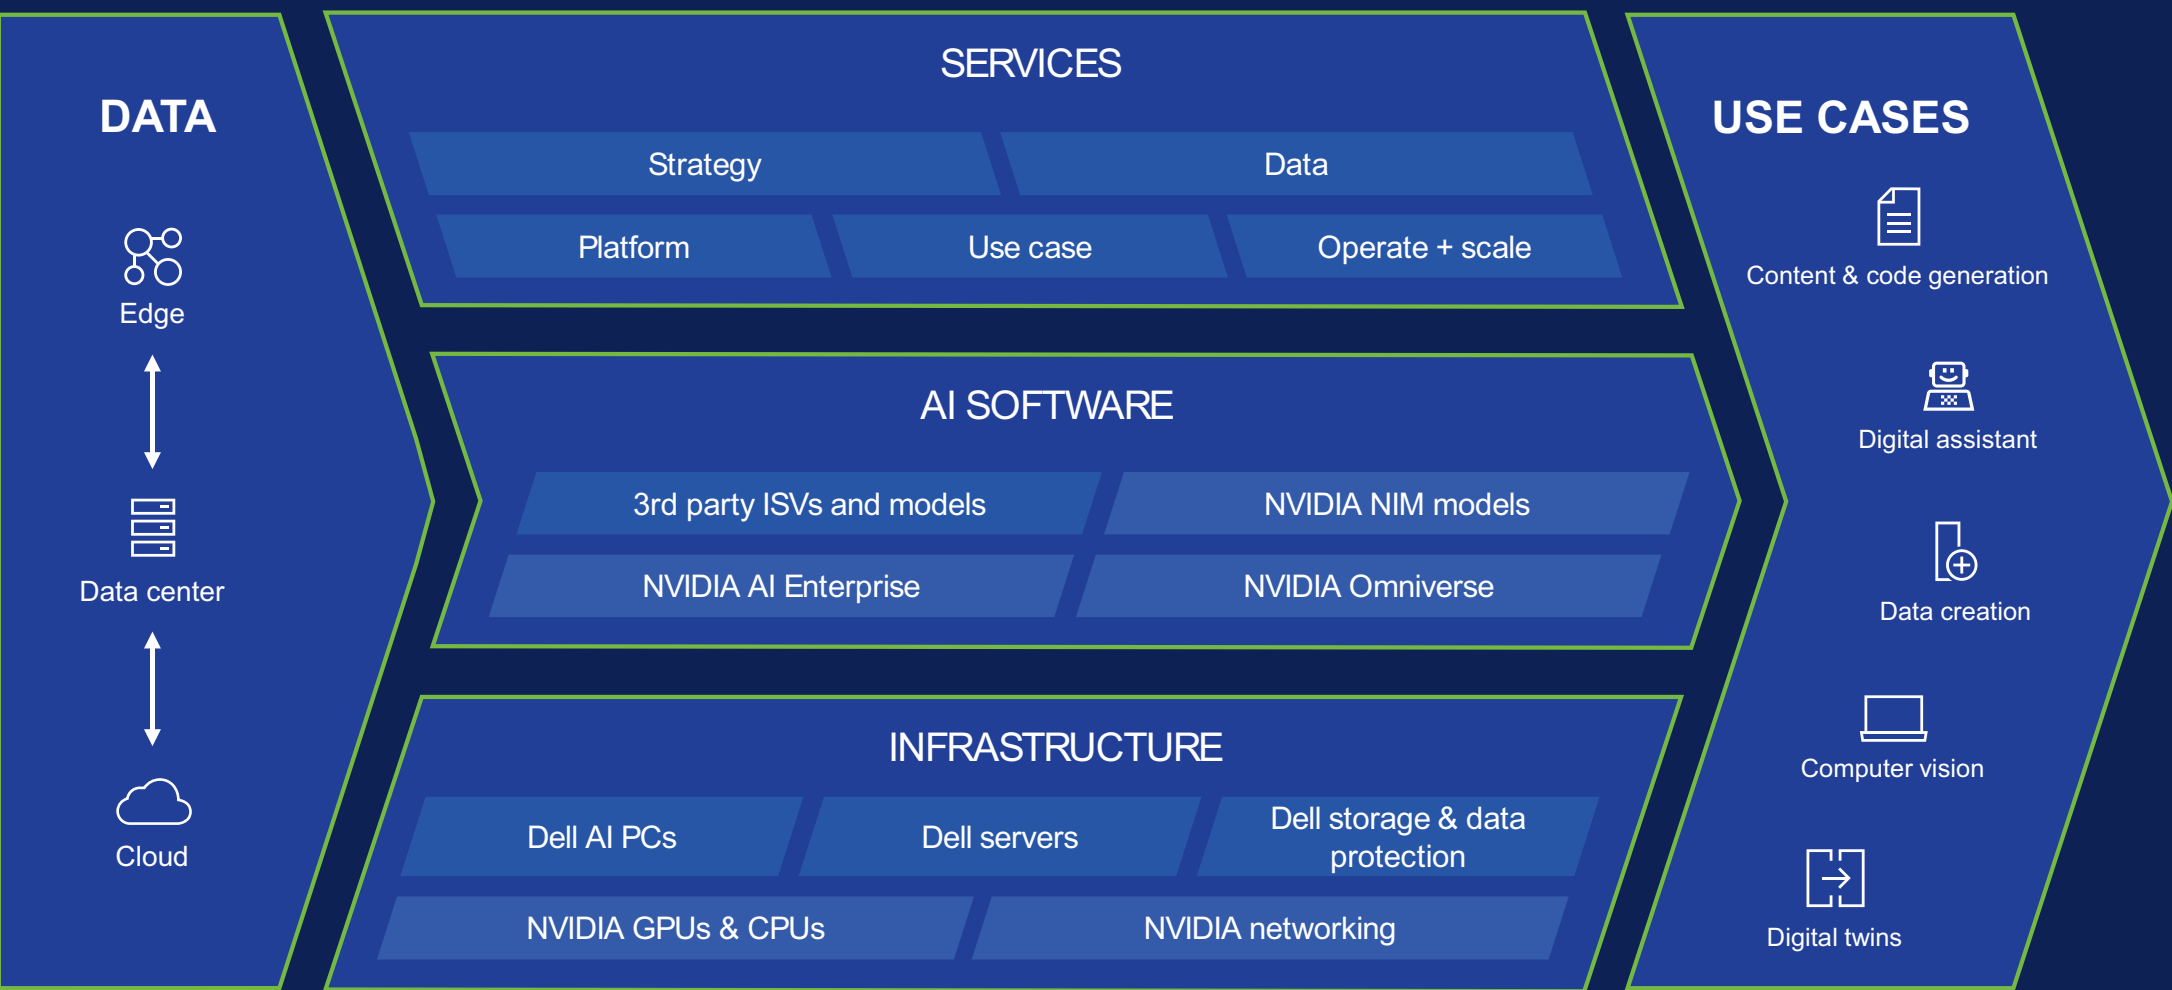 DATA
Edge
Data center
Cloud
SERVICES
Strategy
Data
Platform
Use case
Operate + scale
AI SOFTWARE
3rd party ISVs and models
NVIDIA NIM models
NVIDIA AI Enterprise
NVIDIA Omniverse
INFRASTRUCTURE
Dell AI PCs
Dell servers
Dell storage & data
protection
NVIDIA GPUs & CPUs
NVIDIA networking
USE CASES
Content & code generation
Digital assistant
Data creation
Computer vision
Digital twins